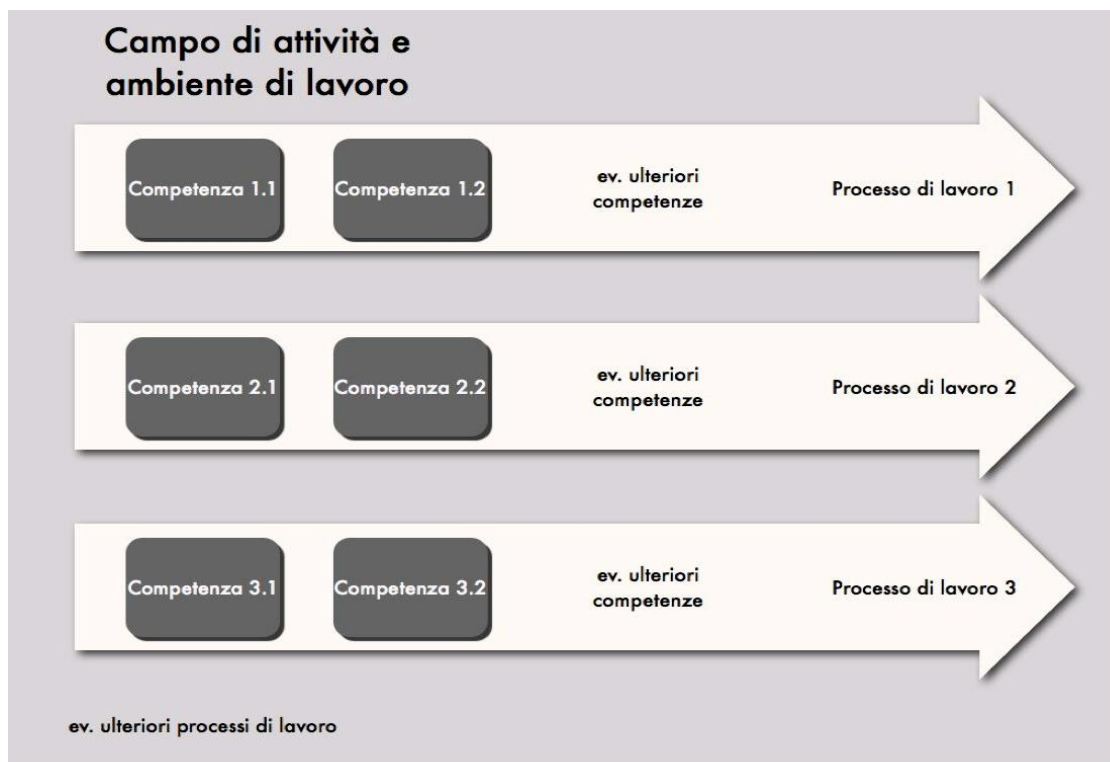 Campo di attività e
ambiente di lavoro
Competenza 1.1
Competenza 1.2
ev. ulteriori
competenze
Processo di lavoro 1
Competenza 2.1
Competenza 2.2
ev. ulteriori
competenze
Processo di lavoro 2
Competenza 3.1
Competenza 3.2
ev. ulteriori
competenze
Processo di lavoro 3
ev. ulteriori processi di lavoro